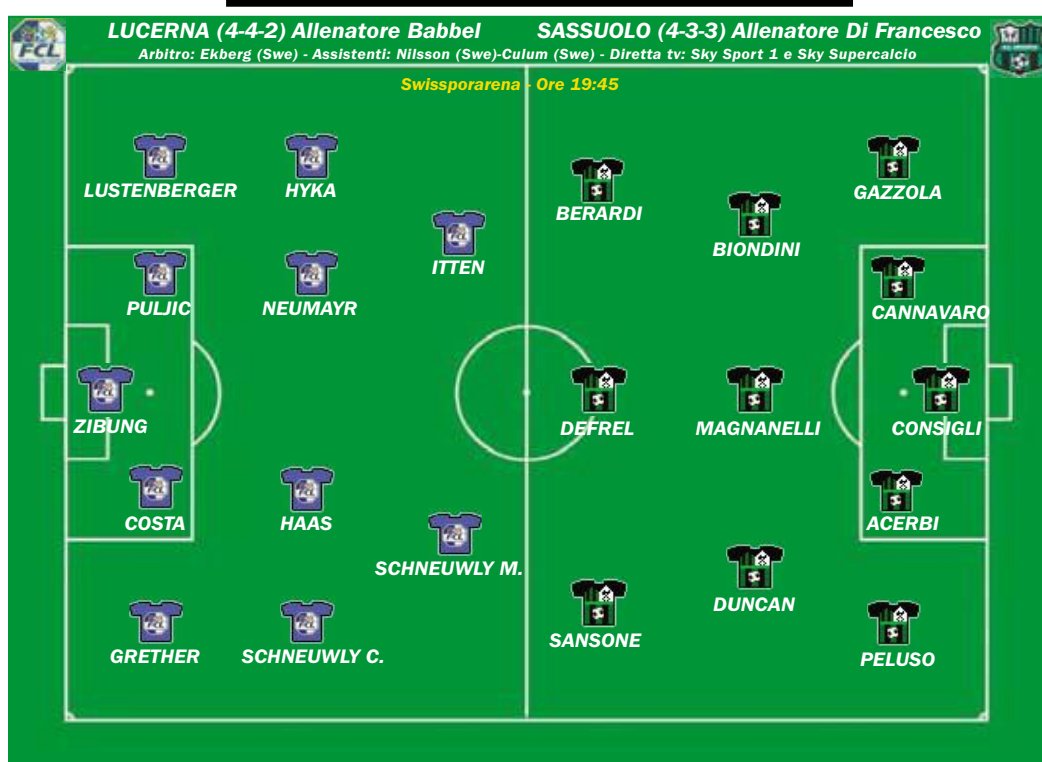 LUCERNA (4-4-2) Allenatore Babbel SASSUOLO (4-3-3) Allenatore Di Francesco
Arbitro: Ekberg (Swe) - Assistenti: Nilsson (Swe)-Culum (Swe) - Diretta tv: Sky Sport 1 e Sky Supercalcio
Swissporarena - Ore 19:45
LUSTENBERGER
HYKA
ITTEN
PULJIC
NEUMAYR
ZIBUNG
COSTA
HAAS
SCHNEUWLY M.
GRETHER
SCHNEUWLY C.
BERARDI
BIONDINI
GAZZOLA
CANNAVARO
DEFREL
MAGNANELLI
CONSIGLI
ACERBI
SANSONE
DUNCAN
PELUSO
FCL